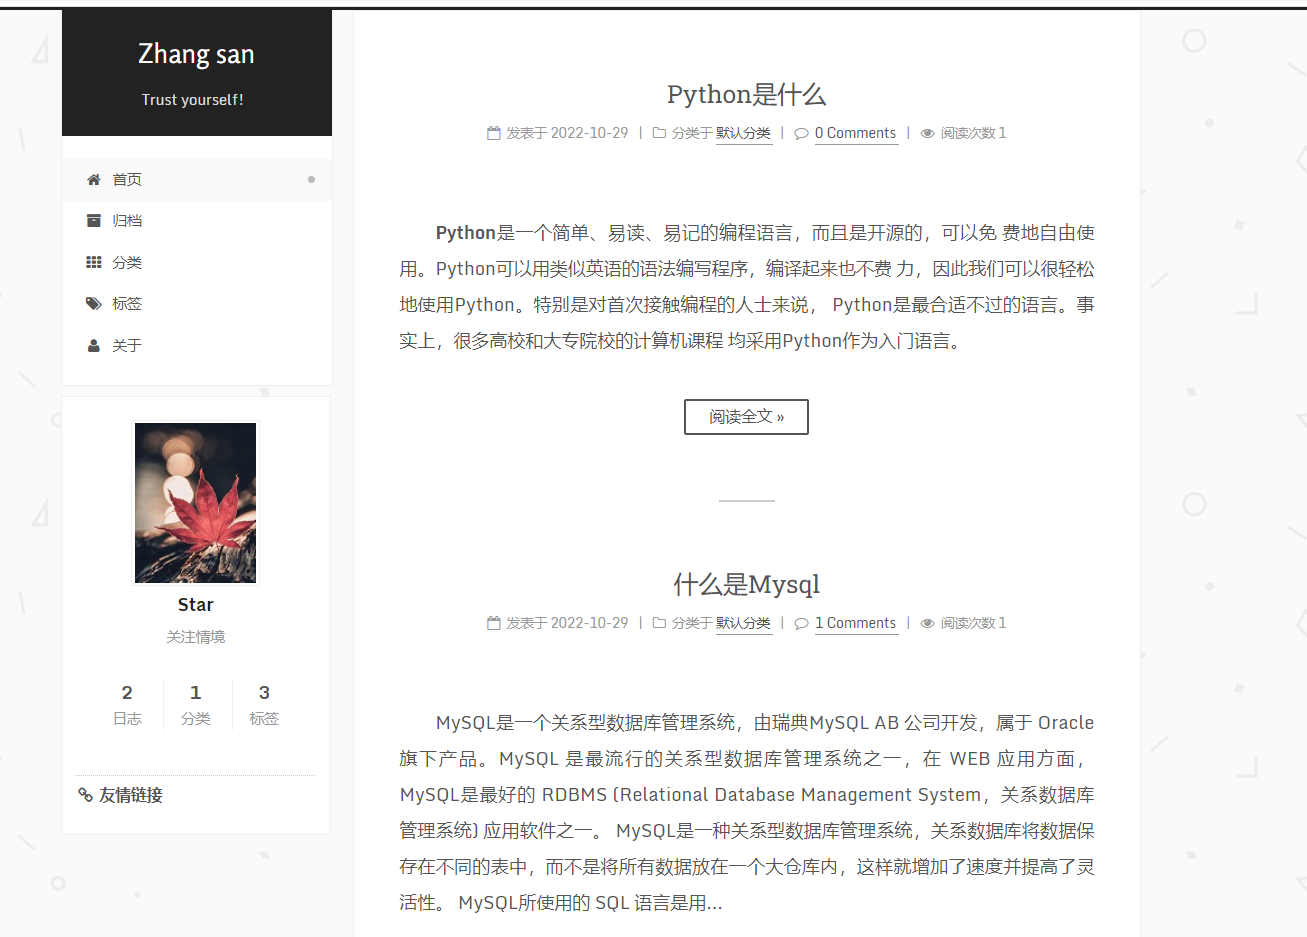 Zhang san
Trust yourself!
首页
归档
分类
标签
关于
Star
关注情境
2 1 3
日志 分类 标签
友情链接
Python是什么
发表于 2022-10-29 | 分类于 默认分类 | 0 Comments | 阅读次数 1
Python是一个简单、易读、易记的编程语言，而且是开源的，可以免 费地自由使
用。Python可以用类似英语的语法编写程序，编译起来也不费 力，因此我们可以很轻松
地使用Python。特别是对首次接触编程的人士来说， Python是最合适不过的语言。事
实上，很多高校和大专院校的计算机课程 均采用Python作为入门语言。
阅读全文 »
什么是Mysql
发表于 2022-10-29 | 分类于 默认分类 | 1 Comments | 阅读次数 1
MySQL是一个关系型数据库管理系统，由瑞典MySQL AB 公司开发，属于 Oracle
旗下产品。MySQL 是最流行的关系型数据库管理系统之一，在 WEB 应用方面，
MySQL是最好的 RDBMS (Relational Database Management System，关系数据库
管理系统) 应用软件之一。 MySQL是一种关系型数据库管理系统，关系数据库将数据保
存在不同的表中，而不是将所有数据放在一个大仓库内，这样就增加了速度并提高了灵
活性。 MySQL所使用的 SQL 语言是用...